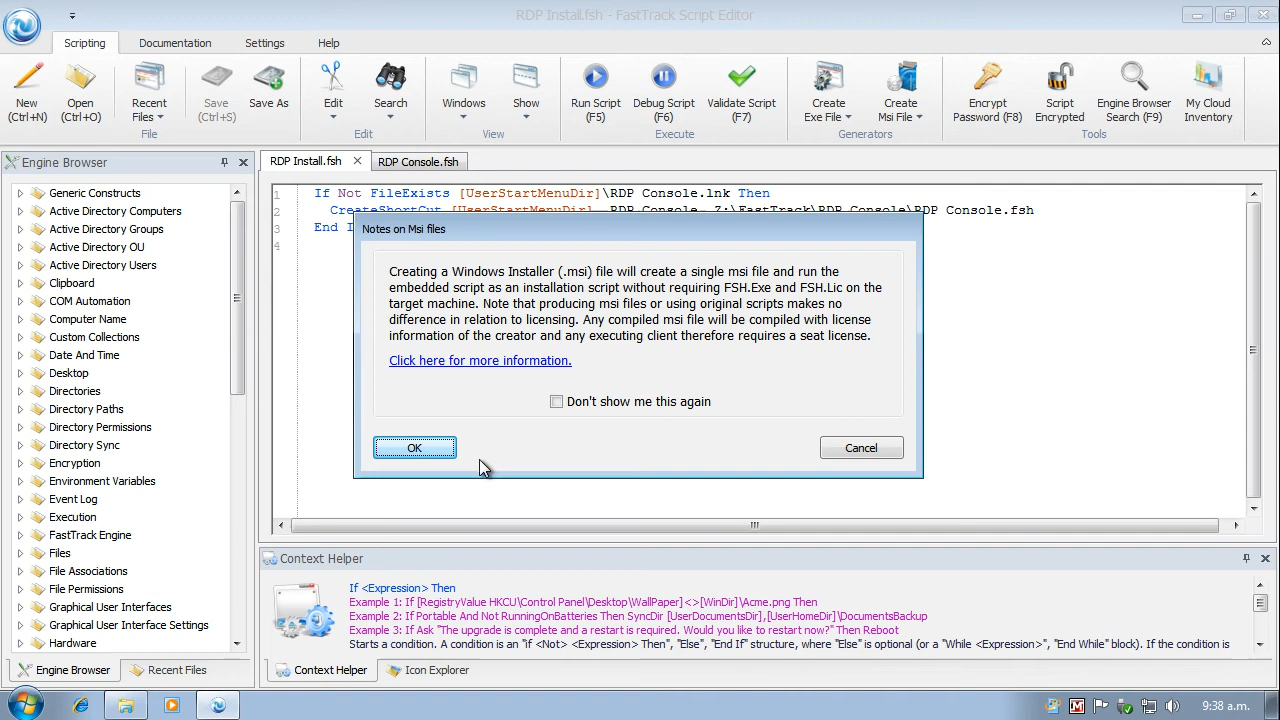 RDP Install.fsh - FastTrack Script Editor
Scripting Documentation Settings Help
New (Ctrl+N)
Open (Ctrl+O)
Recent Files
Save (Ctrl+S)
Save As
File
Edit
Search
Edit
Windows
Show
View
Run Script (F5)
Debug Script (F6)
Validate Script (F7)
Execute
Create Exe File
Create Msi File
Generators
Encrypt Password (F8)
Script Encrypted
Engine Browser Search (F9)
My Cloud Inventory
Tools
Engine Browser
Generic Constructs
Active Directory Computers
Active Directory Groups
Active Directory OU
Active Directory Users
Clipboard
COM Automation
Computer Name
Custom Collections
Date And Time
Desktop
Directories
Directory Paths
Directory Permissions
Directory Sync
Encryption
Environment Variables
Event Log
Execution
FastTrack Engine
Files
File Associations
File Permissions
Graphical User Interfaces
Graphical User Interface Settings
Hardware
Engine Browser Recent Files
RDP Install.fsh RDP Console.fsh
1 If Not FileExists [UserStartMenuDir]\RDP Console.lnk Then
2 CreateShortCut [UserStartMenuDir],,RDP Console, Z:\FastTrack\RDP Console\RDP Console.fsh
3 End I
4
Notes on Msi files
Creating a Windows Installer (.msi) file will create a single msi file and run the
embedded script as an installation script without requiring FSH.Exe and FSH.Lic on the
target machine. Note that producing msi files or using original scripts makes no
difference in relation to licensing. Any compiled msi file will be compiled with license
information of the creator and any executing client therefore requires a seat license.
Click here for more information.
Don't show me this again
OK Cancel
Context Helper
If <Expression> Then
Example 1: If [RegistryValue HKCU\Control Panel\Desktop\WallPaper]<>[WinDir]\Acme.png Then
Example 2: If Portable And Not RunningOnBatteries Then SyncDir [UserDocumentsDir],[UserHomeDir]\DocumentsBackup
Example 3: If Ask "The upgrade is complete and a restart is required. Would you like to restart now?" Then Reboot
Starts a condition. A condition is an "if <Not> <Expression> Then", "Else", "End If" structure, where "Else" is optional (or a "While <Expression>", "End While" block). If the condition is
Context Helper Icon Explorer
9:38 a.m.